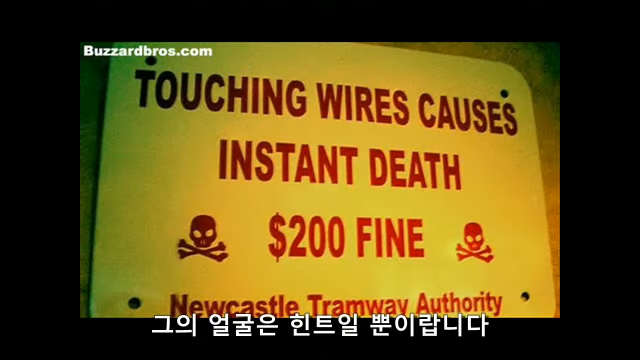 Buzzardbros.com
TOUCHING WIRES CAUSES
INSTANT DEATH
$200 FINE
Newcastle Tramway Authority
그의 얼굴은 힌트일 뿐이랍니다